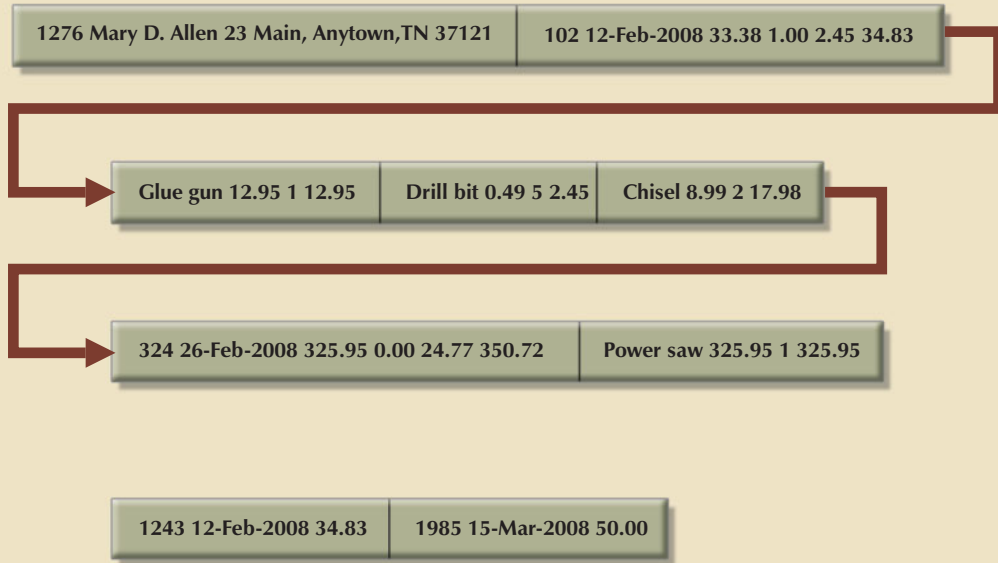 1276 Mary D. Allen 23 Main, Anytown,TN 37121 102 12-Feb-2008 33.38 1.00 2.45 34.83
Glue gun 12.95 1 12.95 Drill bit 0.49 5 2.45 Chisel 8.99 2 17.98
324 26-Feb-2008 325.95 0.00 24.77 350.72 Power saw 325.95 1 325.95
1243 12-Feb-2008 34.83 1985 15-Mar-2008 50.00